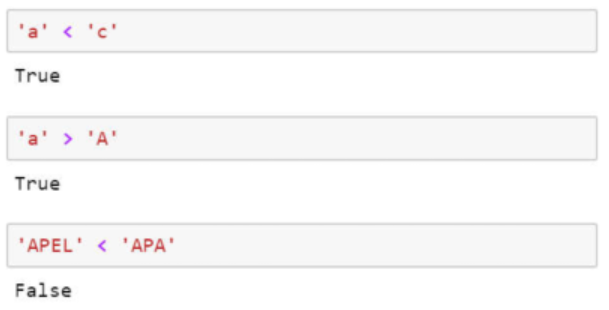 'a' < 'c'
True
'a' > 'A'
True
'APEL' < 'APA'
False